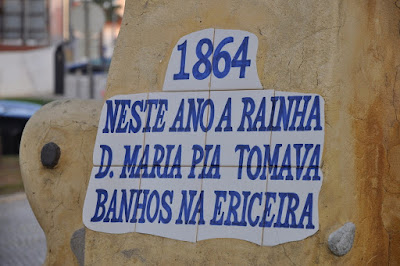 1864
NESTE ANO A RAINHA
D. MARIA PIA TOMAVA
BANHOS NA ERICEIRA